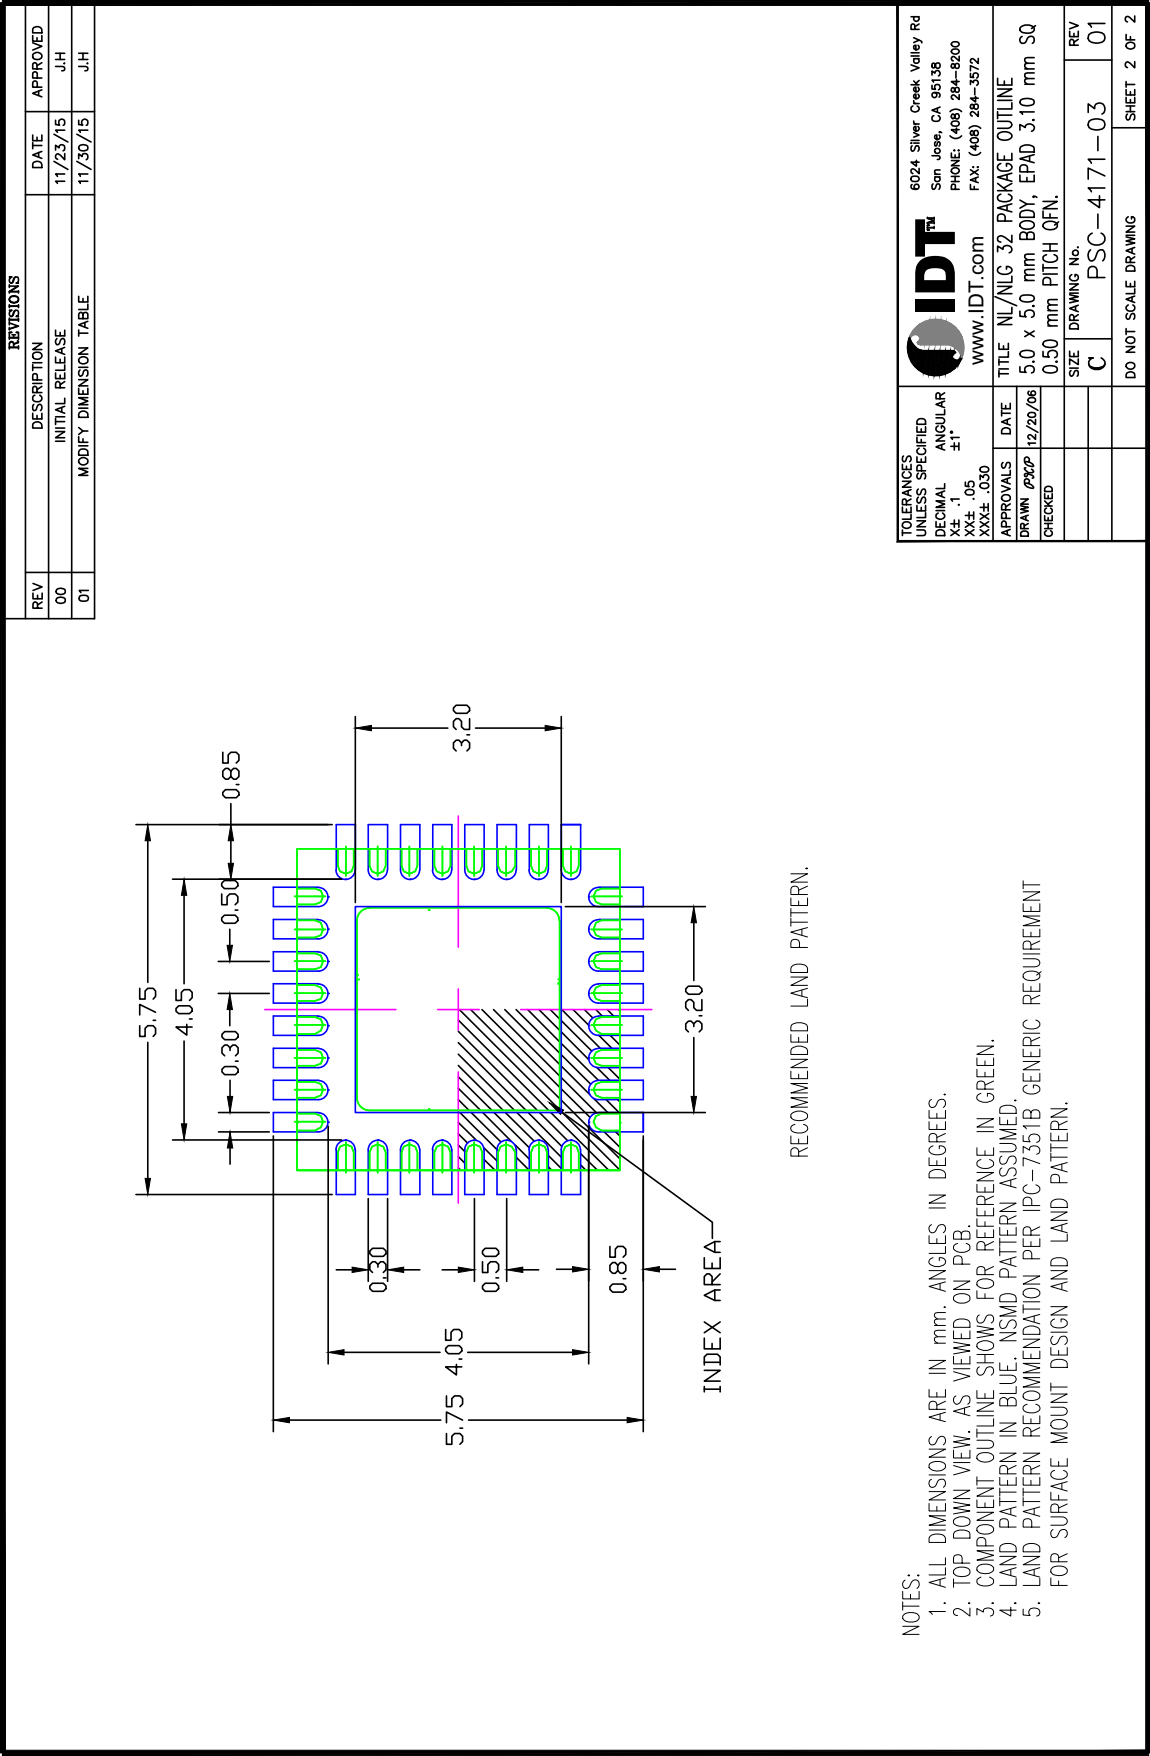 REVISIONS
REV DESCRIPTION DATE APPROVED
00 INITIAL RELEASE 11/23/15 J.H
01 MODIFY DIMENSION TABLE 11/30/15 J.H
5.75
4.05
0.30 0.50 0.85
0.30
0.50
0.85
4.05
5.75
3.20
3.20
INDEX AREA
RECOMMENDED LAND PATTERN.
NOTES:
1. ALL DIMENSIONS ARE IN mm. ANGLES IN DEGREES.
2. TOP DOWN VIEW. AS VIEWED ON PCB.
3. COMPONENT OUTLINE SHOWS FOR REFERENCE IN GREEN.
4. LAND PATTERN IN BLUE. NSMD PATTERN ASSUMED.
5. LAND PATTERN RECOMMENDATION PER IPC-7351B GENERIC REQUIREMENT
FOR SURFACE MOUNT DESIGN AND LAND PATTERN.
TOLERANCES
UNLESS SPECIFIED
DECIMAL ANGULAR
X± .1 ±1°
XX± .05
XXX± .030
APPROVALS DATE
DRAWN 12/20/06
CHECKED
IDT™
www.IDT.com
6024 Silver Creek Valley Rd
San Jose, CA 95138
PHONE: (408) 284-8200
FAX: (408) 284-3572
TITLE NL/NLG 32 PACKAGE OUTLINE
5.0 x 5.0 mm BODY, EPAD 3.10 mm SQ
0.50 mm PITCH QFN.
SIZE DRAWING No. REV
C PSC-4171-03 01
DO NOT SCALE DRAWING SHEET 2 OF 2